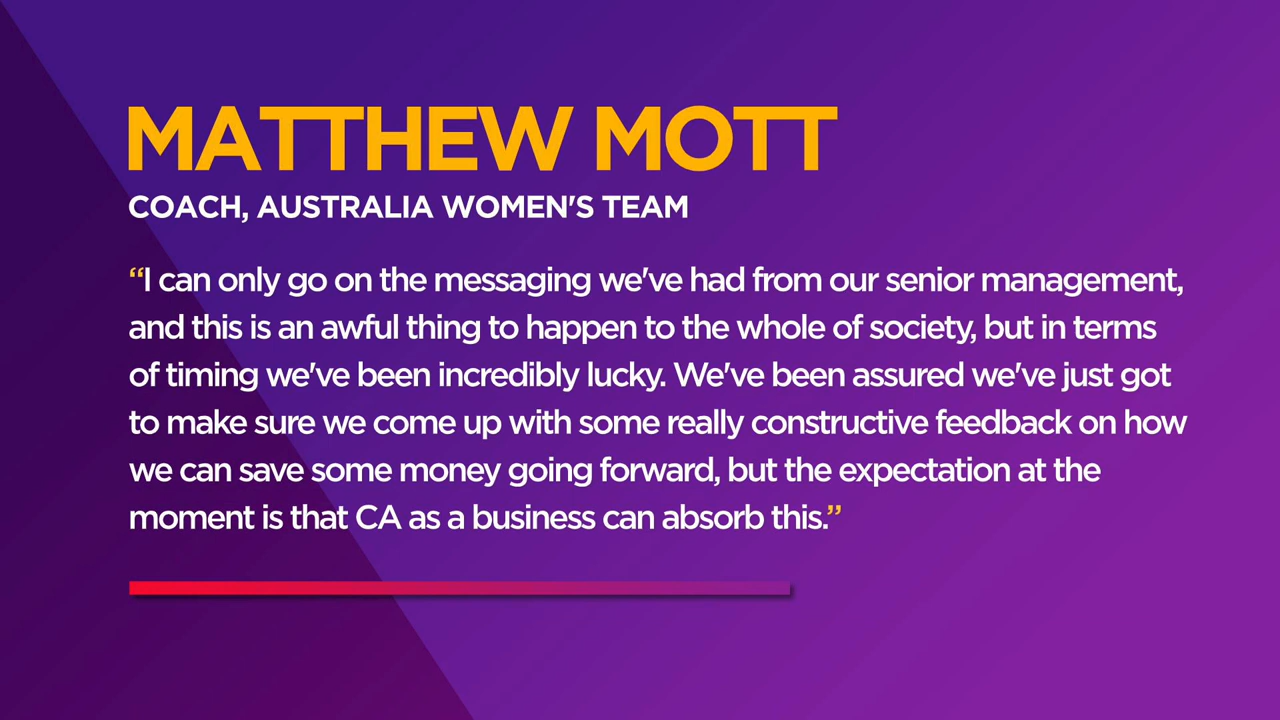 MATTHEW MOTT
COACH, AUSTRALIA WOMEN'S TEAM
“I can only go on the messaging we've had from our senior management,
and this is an awful thing to happen to the whole of society, but in terms
of timing we've been incredibly lucky. We've been assured we've just got
to make sure we come up with some really constructive feedback on how
we can save some money going forward, but the expectation at the
moment is that CA as a business can absorb this.”